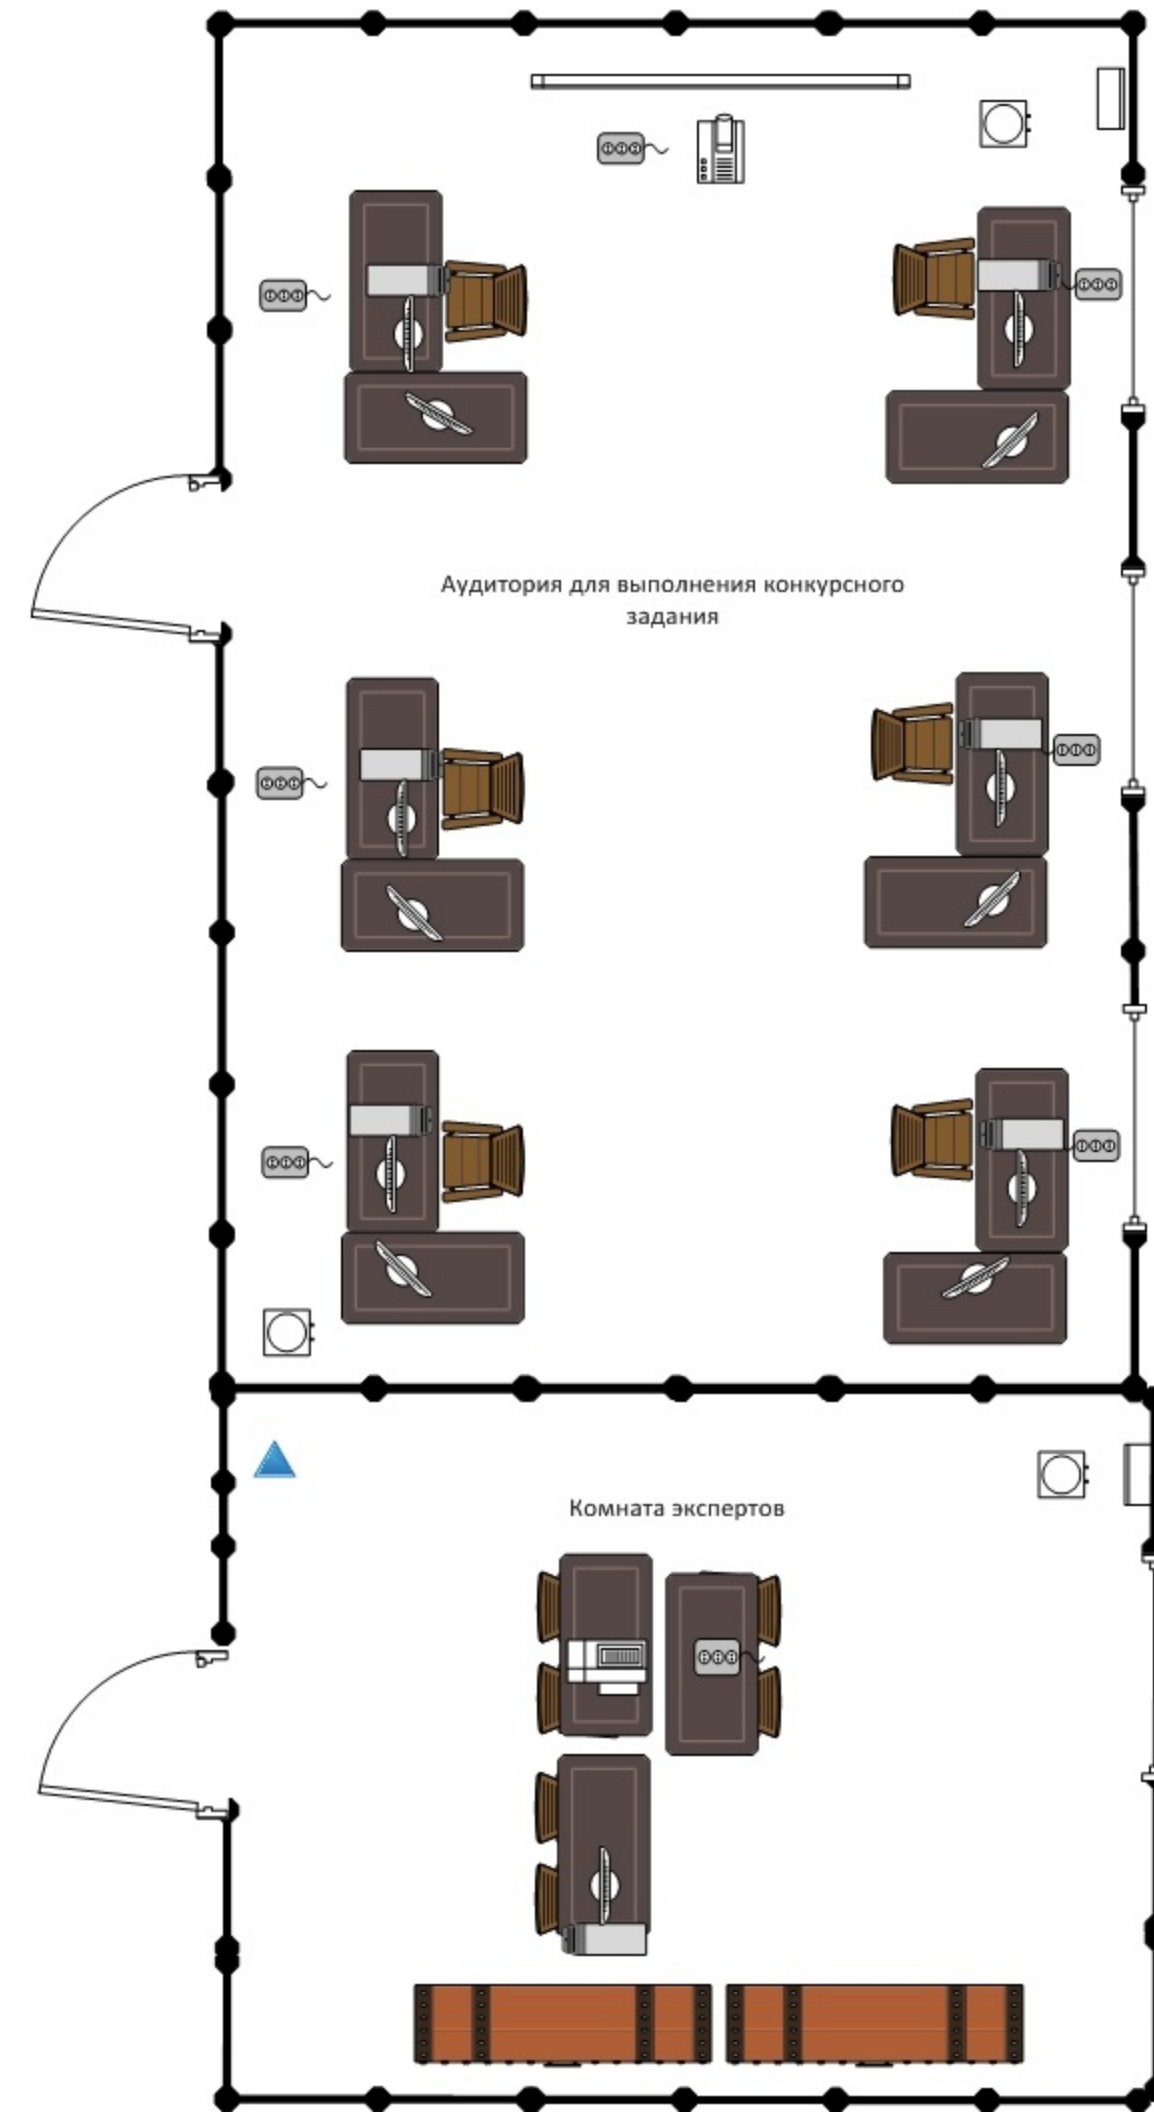 Аудитория для выполнения конкурсного
задания
Комната экспертов